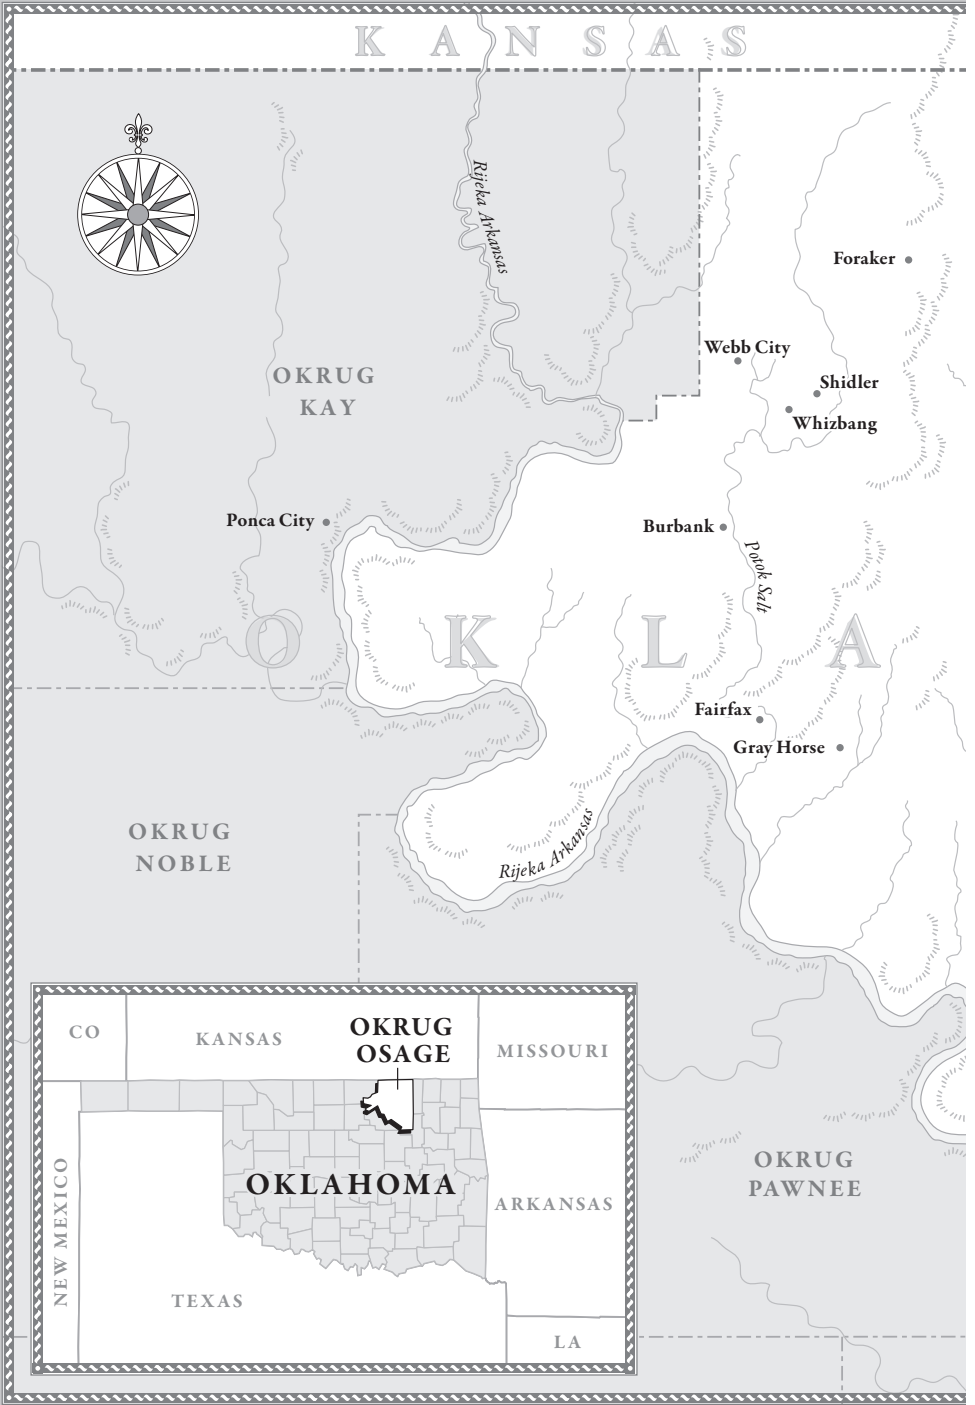 KANSAS
Rijeka Arkansas
Foraker
Webb City
OKRUG
KAY
Shidler
Whizbang
Ponca City
Burbank
Potok Salt
OKLA
Fairfax
Gray Horse
OKRUG
NOBLE
Rijeka Arkansas
CO
KANSAS
OKRUG
OSAGE
MISSOURI
OKLAHOMA
ARKANSAS
NEW MEXICO
TEXAS
LA
OKRUG
PAWNEE